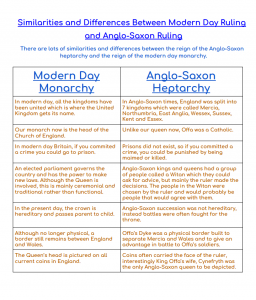 Similarities and Differences Between Modern Day Ruling
and Anglo-Saxon Ruling
There are lots of similarities and differences between the reign of the Anglo-Saxon
heptarchy and the reign of the modern day monarchy.
Modern Day
Monarchy
Anglo-Saxon
Heptarchy
In modern day, all the kingdoms have
been united which is where the United
Kingdom gets its name.
In Anglo-Saxon times, England was split into
7 kingdoms which were called Mercia,
Northumbria, East Anglia, Wessex, Sussex,
Kent and Essex.
Our monarch now is the head of the
Church of England.
Unlike our queen now, Offa was a Catholic.
In modern day Britain, if you commit
a crime you could go to prison.
Prisons did not exist, so if you committed a
crime, you could be punished by being
maimed or killed.
An elected parliament governs the
country and has the power to make
new laws. Although the Queen is
involved; this is mainly ceremonial and
traditional rather than functional.
Anglo-Saxon kings and queens had a group
of people called a Witan which they could
ask for advice, but mainly the ruler made the
decisions. The people in the Witan were
chosen by the ruler and would probably be
people that would agree with them.
In the present day, the crown is
hereditary and passes parent to child.
Anglo-Saxon succession was not hereditary,
instead battles were often fought for the
throne.
Although no longer physical, a
border still remains between England
and Wales.
Offa's Dyke was a physical border built to
separate Mercia and Wales and to give an
advantage in battle to Offa's soldiers.
The Queen's head is pictured on all
current coins in England.
Coins often carried the face of the ruler,
interestingly King Offa's wife, Cynefryth was
the only Anglo-Saxon queen to be depicted.